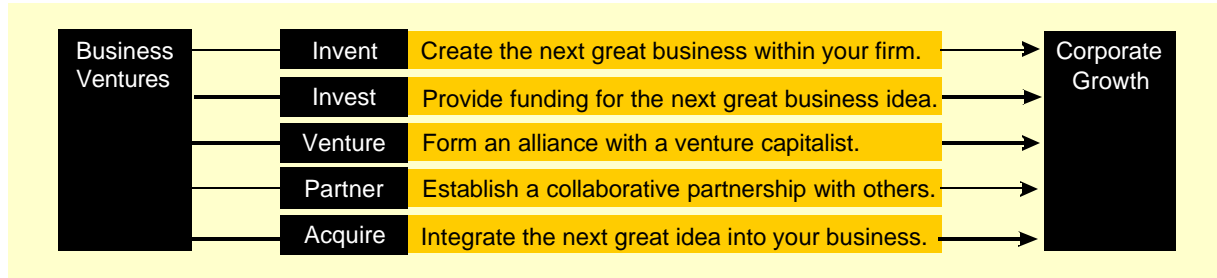 Business
Ventures
Invent Create the next great business within your firm.
Invest Provide funding for the next great business idea.
Venture Form an alliance with a venture capitalist.
Partner Establish a collaborative partnership with others.
Acquire Integrate the next great idea into your business.
Corporate
Growth